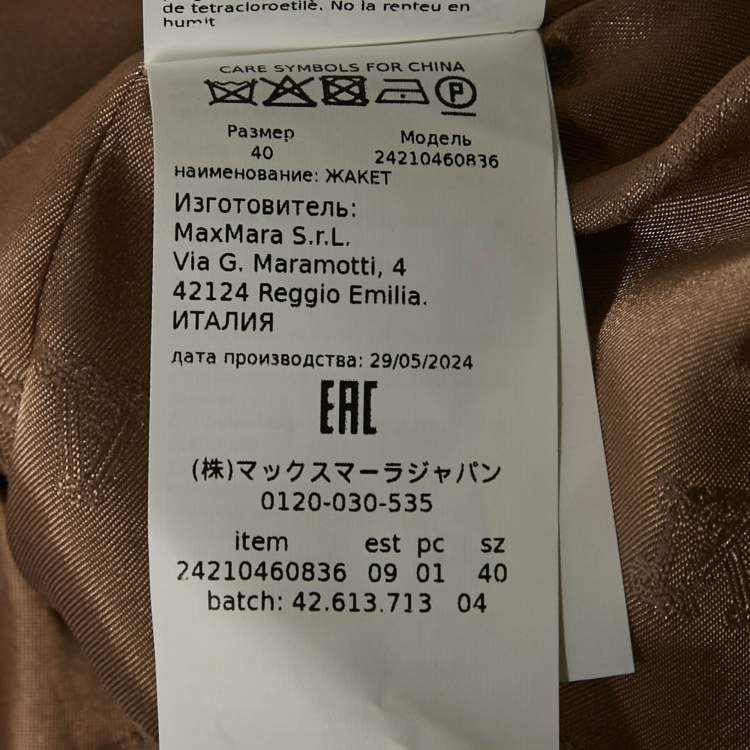 de tetracloroetilè. No la renteu en
humit
CARE SYMBOLS FOR CHINA
P
Размер
40
Модель
24210460836
наименование: ЖАКЕТ
Изготовитель:
MaxMara S.r.L.
Via G. Maramotti, 4
42124 Reggio Emilia.
ИТАЛИЯ
дата производства: 29/05/2024
EAC
(株)マックスマーラジャパン
0120-030-535
item est pc sz
24210460836 09 01 40
batch: 42.613.713 04